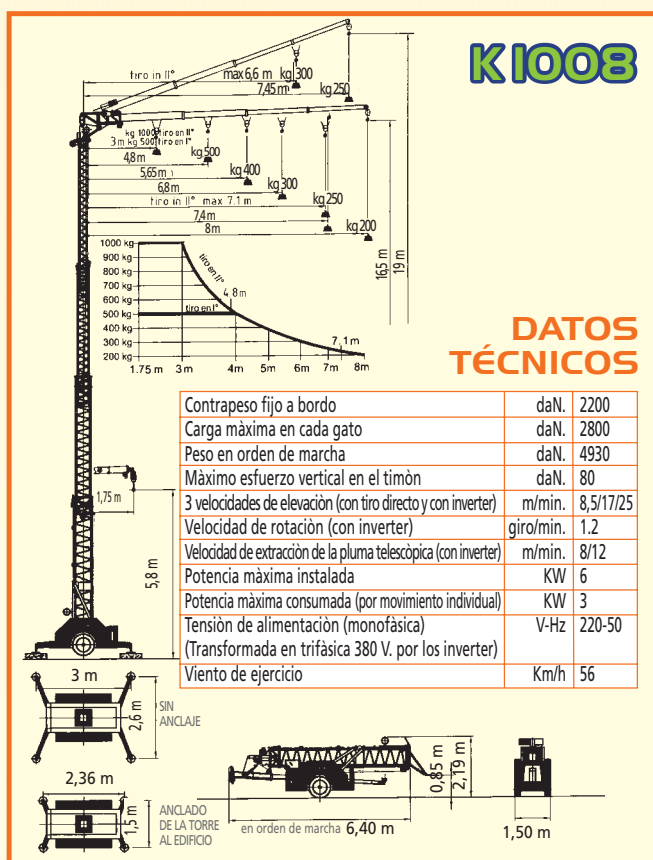 K 1008
tiro in II°
max 6,6 m
kg 300
7,45 m
kg 250
kg 1000 tiro en II°
3 m kg 500 tiro en I°
4,8 m
kg 500
5,65 m
kg 400
6,8 m
kg 300
tiro in II° max 7.1 m
kg 250
7,4 m
8m
kg 200
16,5 m
19 m
1000 kg
900 kg
800 kg
700 kg
600 kg
500 kg
400 kg
300 kg
200 kg
tiro en II°
4.8m
tiro en I°
7,1m
1.75 m
3m
4m
5m
6m
7m
8m
1,75 m
5,8 m
DATOS
TÉCNICOS
Contrapeso fijo a bordo daN. 2200
Carga màxima en cada gato daN. 2800
Peso en orden de marcha daN. 4930
Màximo esfuerzo vertical en el timòn daN. 80
3 velocidades de elevaciòn (con tiro directo y con inverter) m/min. 8,5/17/25
Velocidad de rotaciòn (con inverter) giro/min. 1.2
Velocidad de extracciòn de la pluma telescòpica (con inverter) m/min. 8/12
Potencia màxima instalada KW 6
Potencia màxima consumada (por movimiento individual) KW 3
Tensiòn de alimentaciòn (monofàsica) V-Hz 220-50
(Transformada en trifàsica 380 V. por los inverter)
Viento de ejercicio Km/h 56
3 m
2,6 m
SIN
ANCLAJE
2,36 m
1,5 m
ANCLADO
DE LA TORRE
AL EDIFICIO
en orden de marcha 6,40 m
0,85 m
2,19 m
1,50 m